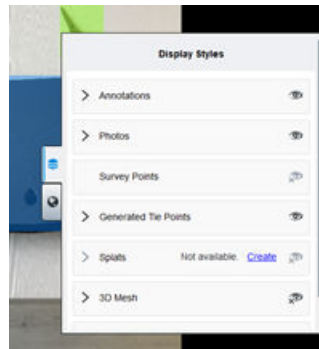 Display Styles
Annotations
Photos
Survey Points
Generated Tie Points
Splats Not available. Create
3D Mesh